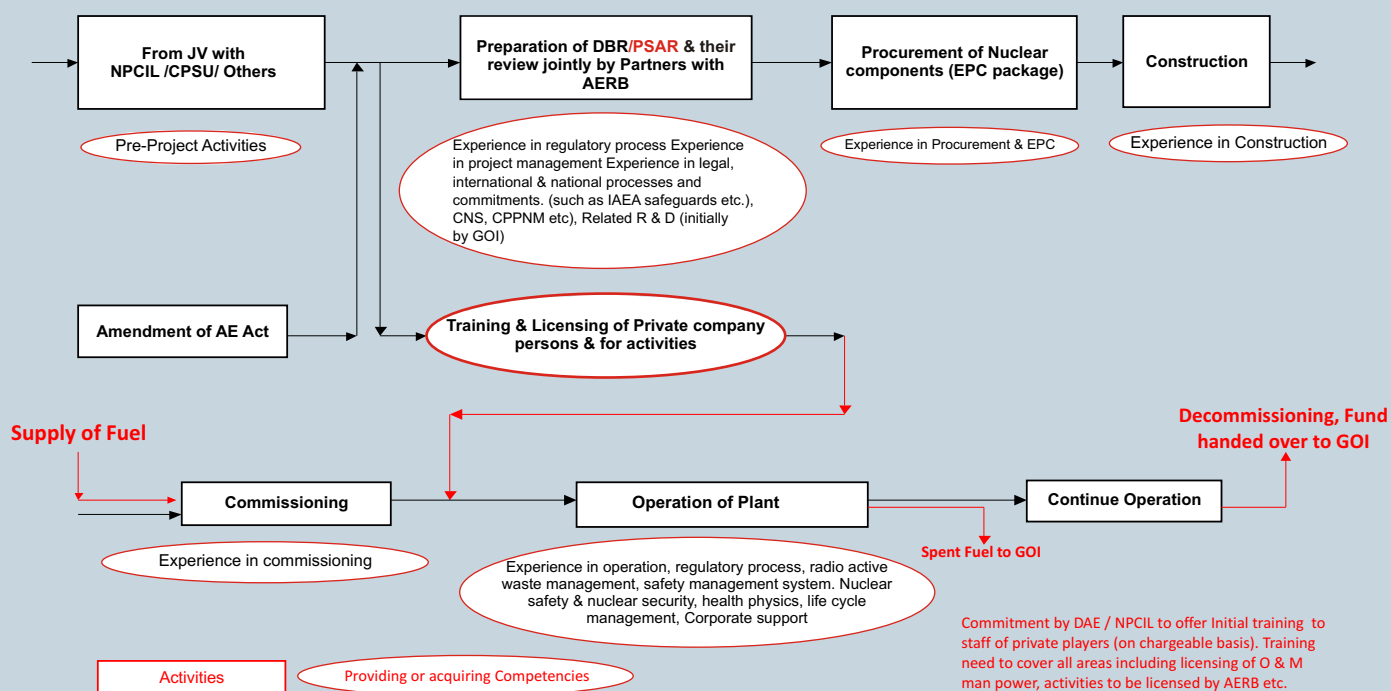 From JV with
NPCIL /CPSU/ Others
Preparation of DBR/PSAR & their
review jointly by Partners with
AERB
Procurement of Nuclear
components (EPC package)
Construction
Pre-Project Activities
Experience in regulatory process Experience
in project management Experience in legal,
international & national processes and
commitments. (such as IAEA safeguards etc.),
CNS, CPPNM etc), Related R & D (initially
by GOI)
Experience in Procurement & EPC
Experience in Construction
Amendment of AE Act
Training & Licensing of Private company
persons & for activities
Supply of Fuel
Decommissioning, Fund
handed over to GOI
Commissioning
Operation of Plant
Continue Operation
Experience in commissioning
Spent Fuel to GOI
Experience in operation, regulatory process, radio active
waste management, safety management system. Nuclear
safety & nuclear security, health physics, life cycle
management, Corporate support
Commitment by DAE / NPCIL to offer Initial training to
staff of private players (on chargeable basis). Training
need to cover all areas including licensing of O & M
man power, activities to be licensed by AERB etc.
Activities
Providing or acquiring Competencies